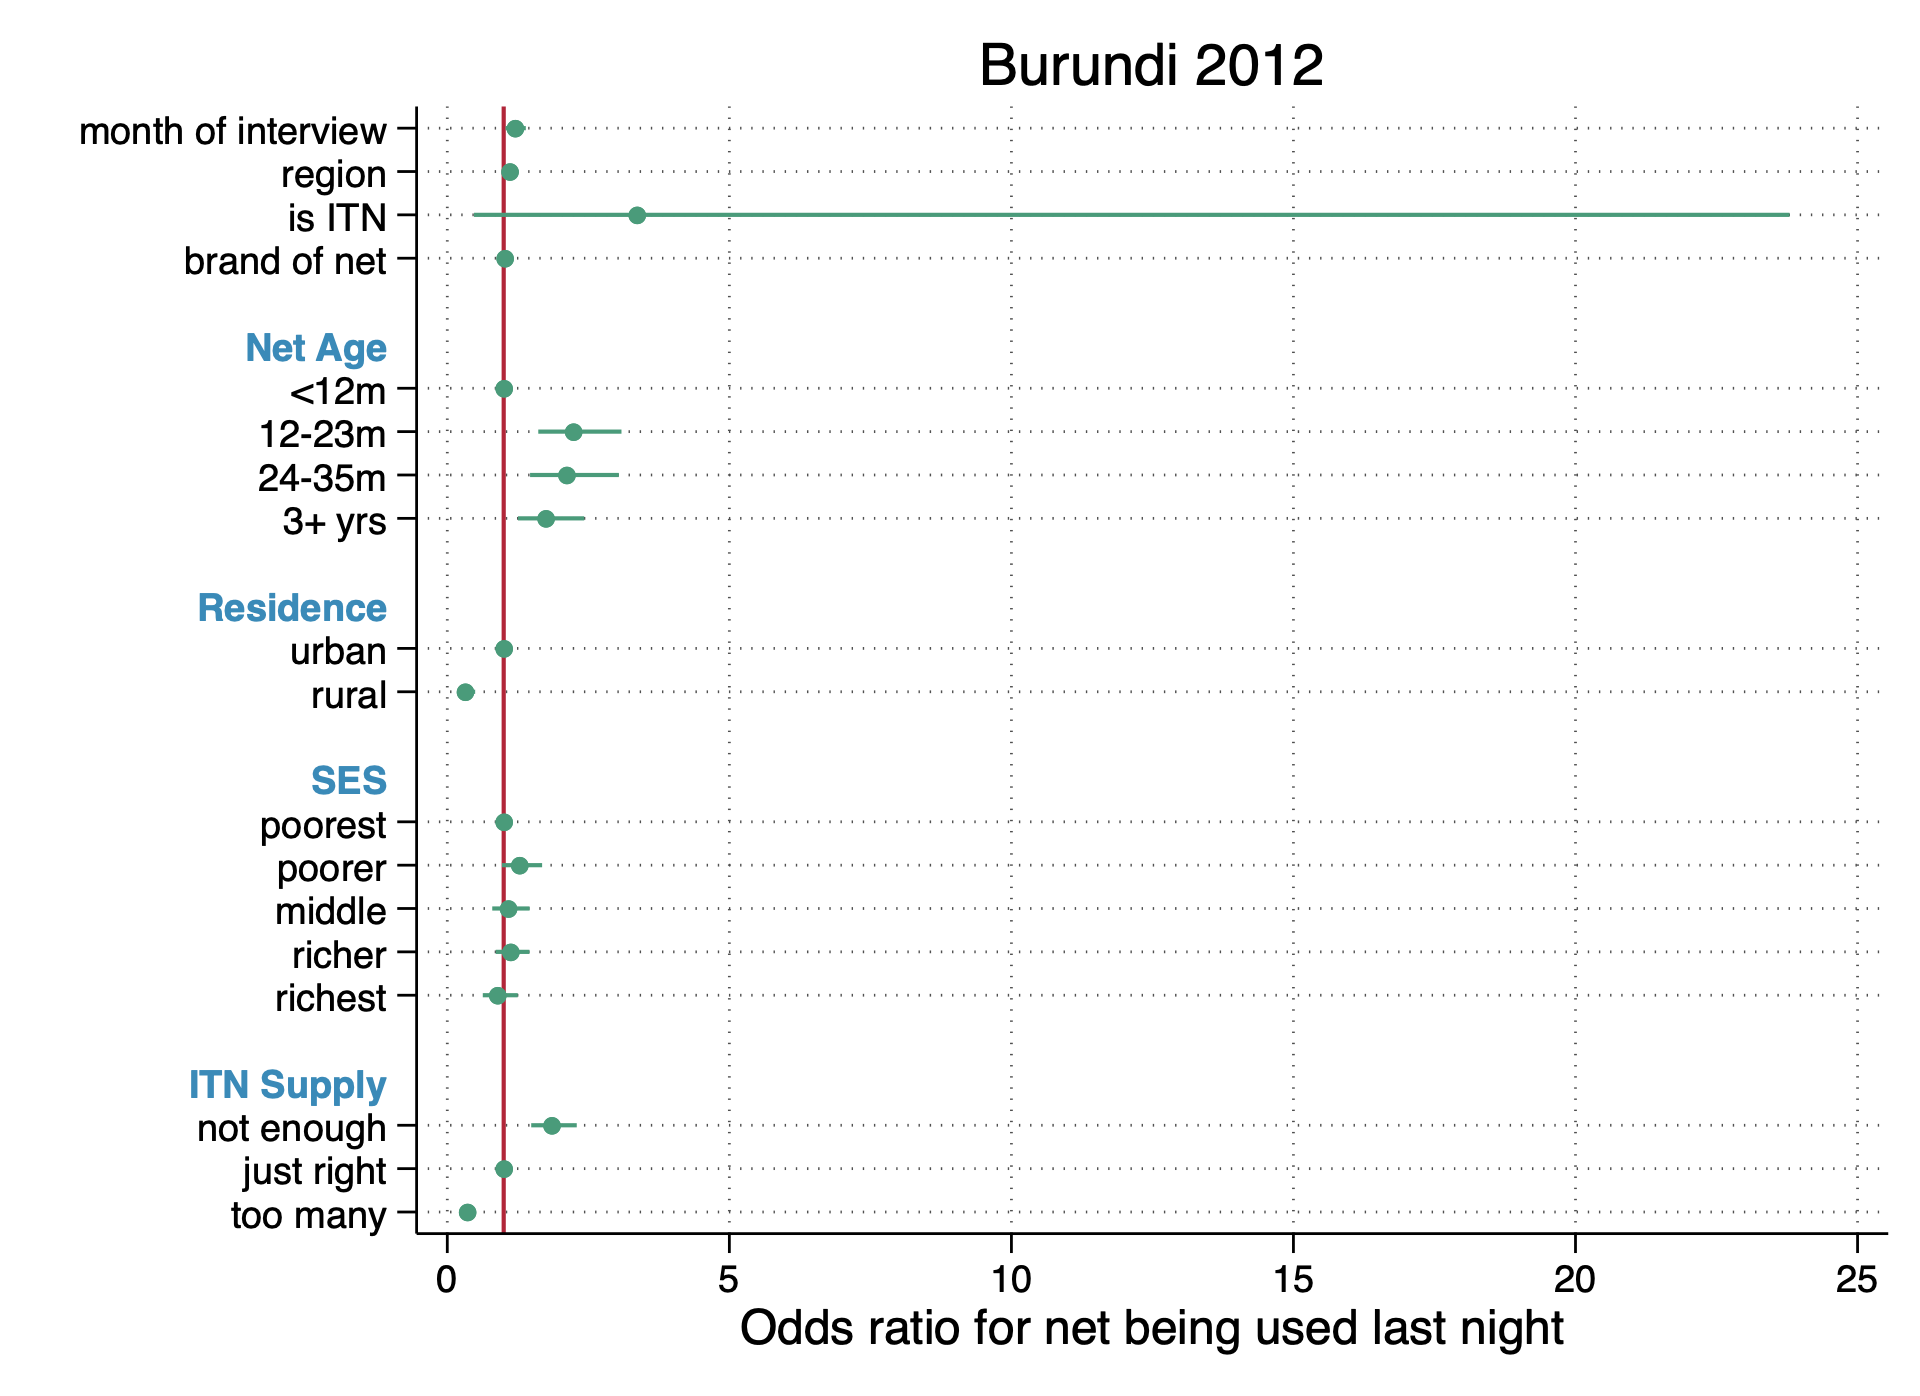 Burundi 2012
month of interview
region
is ITN
brand of net
Net Age
<12m
12-23m
24-35m
3+ yrs
Residence
urban
rural
SES
poorest
poorer
middle
richer
richest
ITN Supply
not enough
just right
too many
0 5 10 15 20 25
Odds ratio for net being used last night